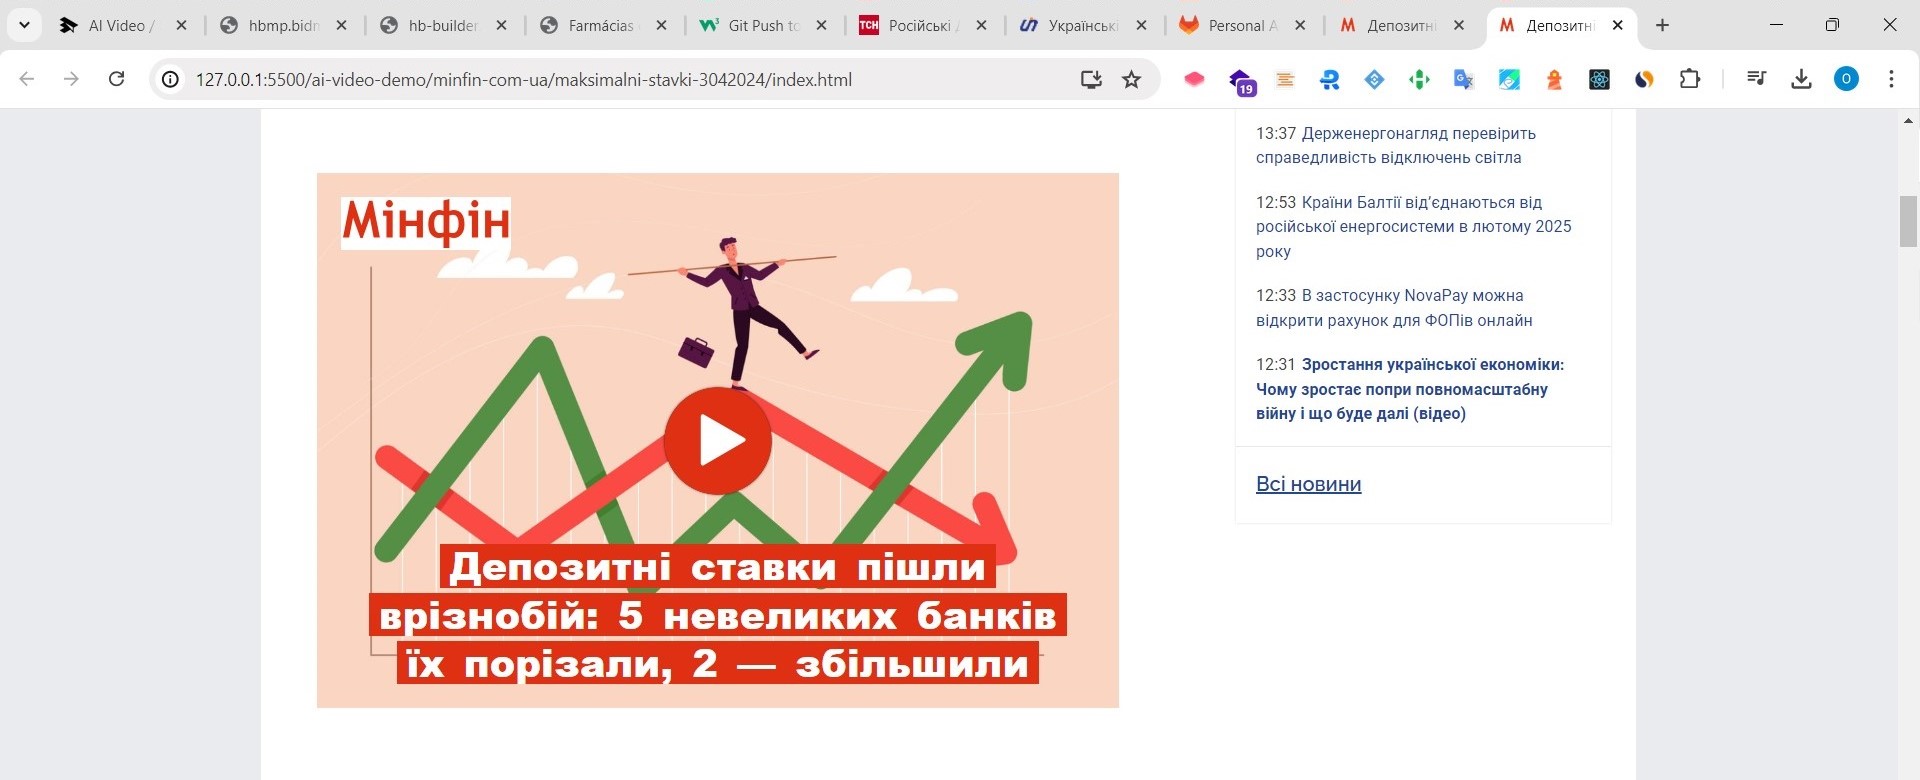 AI Video /
hbmp.bidm
hb-builder.
Farmácias
Git Push to
ТСН
Російські
Українські
Personal A
Депозитні
Депозитні
127.0.0.1:5500/ai-video-demo/minfin-com-ua/maksimalni-stavki-3042024/index.html
19
O
Мінфін
Депозитні ставки пішли
врізнобій: 5 невеликих банків
їх порізали, 2 — збільшили
13:37 Держенергонагляд перевірить
справедливість відключень світла
12:53 Країни Балтії від’єднаються від
російської енергосистеми в лютому 2025
року
12:33 В застосунку NovaPay можна
відкрити рахунок для ФОПів онлайн
12:31 Зростання української економіки:
Чому зростає попри повномасштабну
війну і що буде далі (відео)
Всі новини